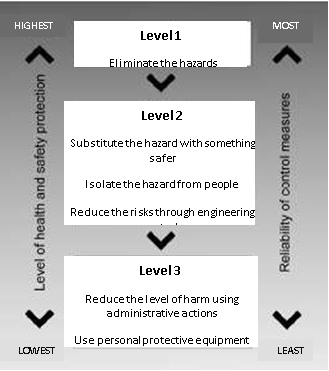 HIGHEST
MOST
Level 1
Eliminate the hazards
Level 2
Substitute the hazard with something
safer
Isolate the hazard from people
Reduce the risks through engineering
Level 3
Reduce the level of harm using
administrative actions
Use personal protective equipment
Level of health and safety protection
Reliability of control measures
LOWEST
LEAST